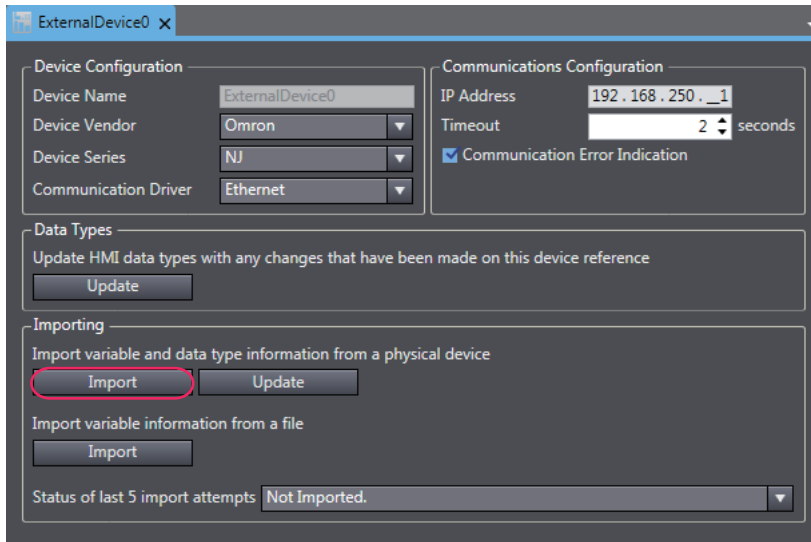 ExternalDevice0
Device Configuration
Device Name ExternalDevice0
Device Vendor Omron
Device Series NJ
Communication Driver Ethernet
Communications Configuration
IP Address 192.168.250._1
Timeout 2 seconds
Communication Error Indication
Data Types
Update HMI data types with any changes that have been made on this device reference
Update
Importing
Import variable and data type information from a physical device
Import Update
Import variable information from a file
Import
Status of last 5 import attempts Not Imported.